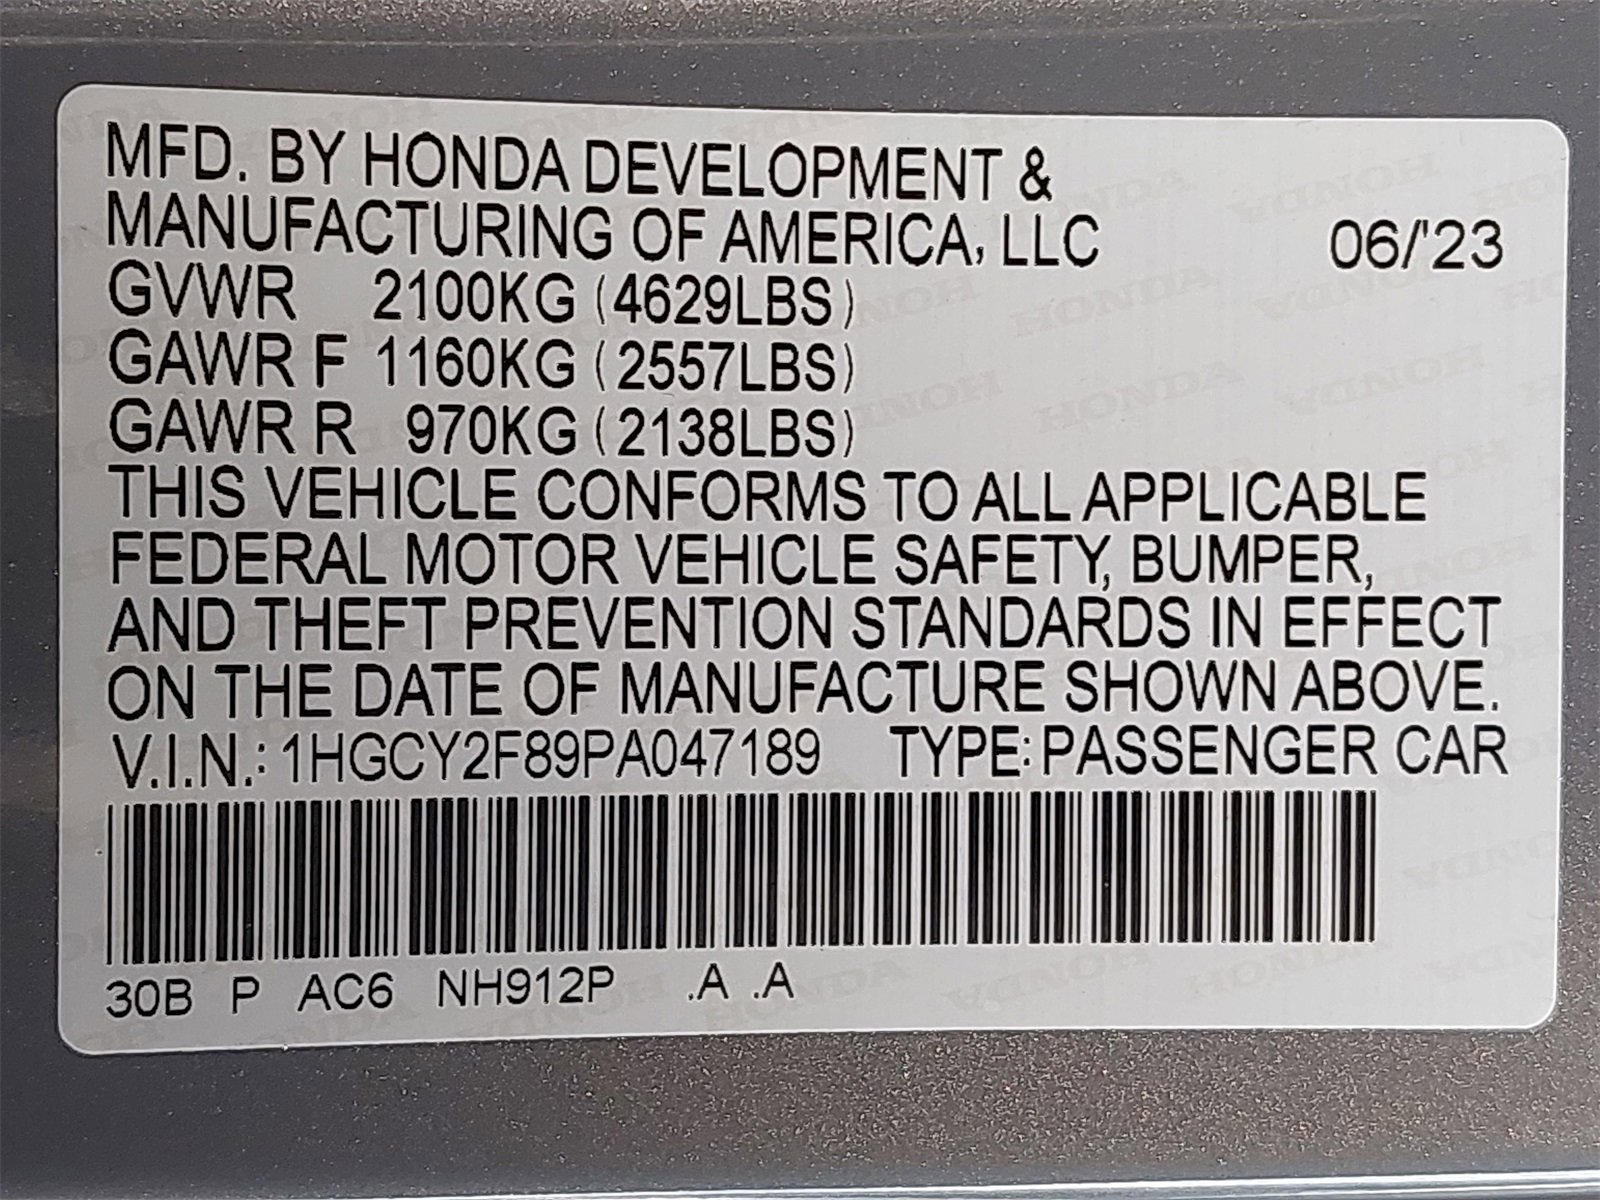 MFD. BY HONDA DEVELOPMENT &
MANUFACTURING OF AMERICA, LLC 06/'23
GVWR 2100KG (4629LBS)
GAWR F 1160KG (2557LBS)
GAWR R 970KG (2138LBS)
THIS VEHICLE CONFORMS TO ALL APPLICABLE
FEDERAL MOTOR VEHICLE SAFETY, BUMPER,
AND THEFT PREVENTION STANDARDS IN EFFECT
ON THE DATE OF MANUFACTURE SHOWN ABOVE.
V.I.N.: 1HGCY2F89PA047189 TYPE: PASSENGER CAR
30B P AC6 NH912P .A .A